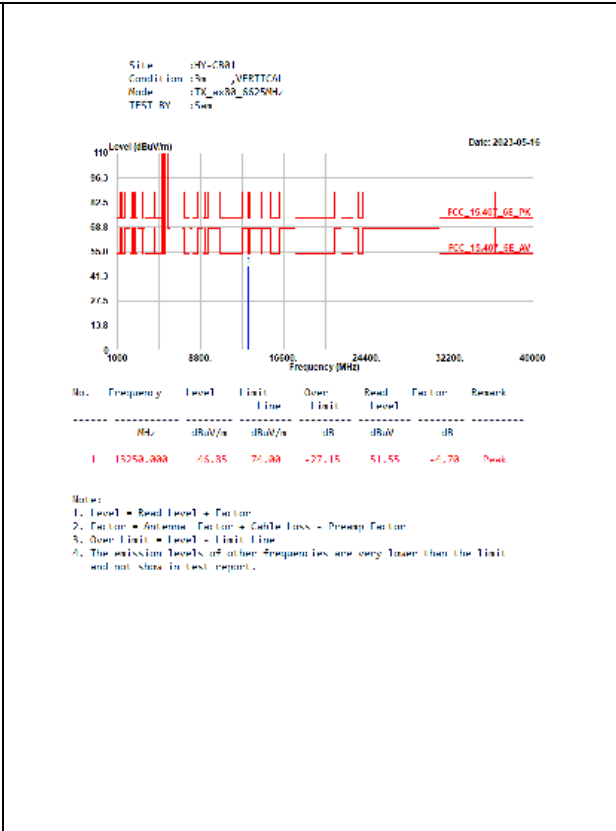 Site :HY-CB01
Condition :3m ,VERTICAL
Mode :TX_ax80_6625MHz
TEST BY :Sam
Level (dBuV/m)
Date: 2023-05-16
110
96.3
82.5
FCC_15.407_6E_PK
68.8
FCC_15.407_6E_AV
55.0
41.3
27.5
13.8
0
1000 8800. 16600. 24400. 32200. 40000
Frequency (MHz)
No. Frequency Level Limit Over Read Factor Remark
Line Limit Level
MHz dBuV/m dBuV/m dB dBuV dB
1 13250.000 46.85 74.00 -27.15 51.55 -4.70 Peak
Note:
1. Level = Read Level + Factor
2. Factor = Antenna Factor + Cable Loss - Preamp Factor
3. Over Limit = Level - Limit Line
4. The emission levels of other frequencies are very lower than the limit
and not show in test report.